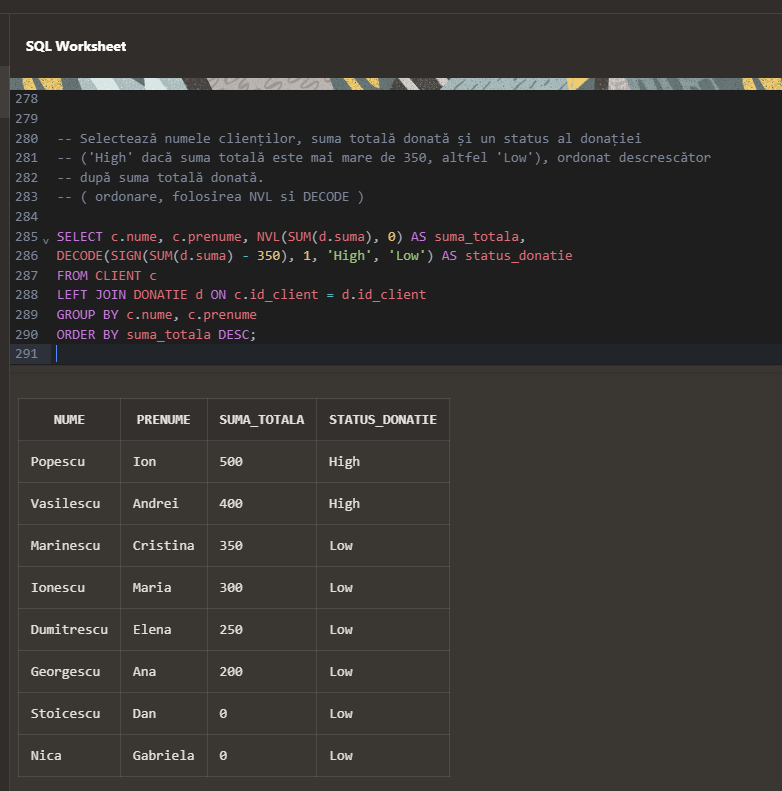 SQL Worksheet
278
279
280 -- Selectează numele clienților, suma totală donată și un status al donației
281 -- ('High' dacă suma totală este mai mare de 350, altfel 'Low'), ordonat descrescător
282 -- după suma totală donată.
283 -- ( ordonare, folosirea NVL si DECODE )
284
285 SELECT c.nume, c.prenume, NVL(SUM(d.suma), 0) AS suma_totala,
286 DECODE(SIGN(SUM(d.suma) - 350), 1, 'High', 'Low') AS status_donatie
287 FROM CLIENT c
288 LEFT JOIN DONATIE d ON c.id_client = d.id_client
289 GROUP BY c.nume, c.prenume
290 ORDER BY suma_totala DESC;
291
NUME PRENUME SUMA_TOTALA STATUS_DONATIE
Popescu Ion 500 High
Vasilescu Andrei 400 High
Marinescu Cristina 350 Low
Ionescu Maria 300 Low
Dumitrescu Elena 250 Low
Georgescu Ana 200 Low
Stoicescu Dan 0 Low
Nica Gabriela 0 Low